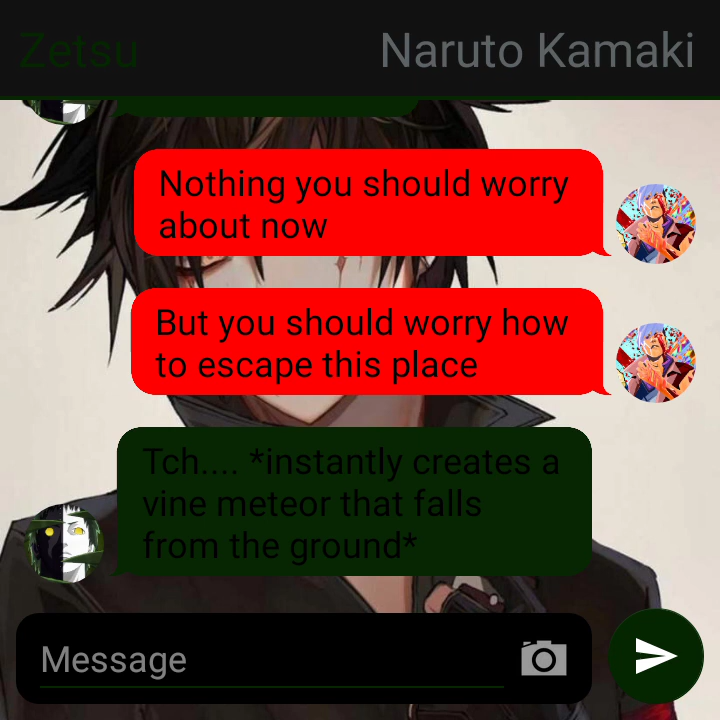 Zetsu
Naruto Kamaki
Nothing you should worry
about now
But you should worry how
to escape this place
Tch.... *instantly creates a
vine meteor that falls
from the ground*
Message